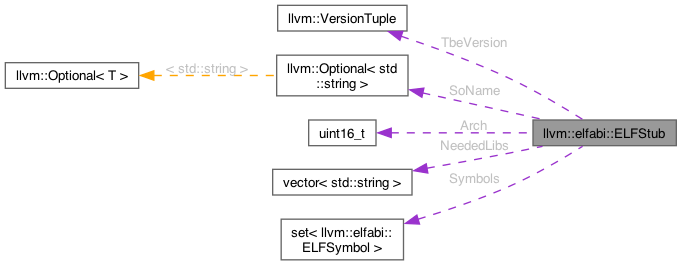 llvm::VersionTuple
TbeVersion
llvm::Optional< T >
< std::string >
llvm::Optional< std
::string >
SoName
uint16_t
Arch
llvm::elfabi::ELFStub
NeededLibs
vector< std::string >
Symbols
set< llvm::elfabi::
ELFSymbol >